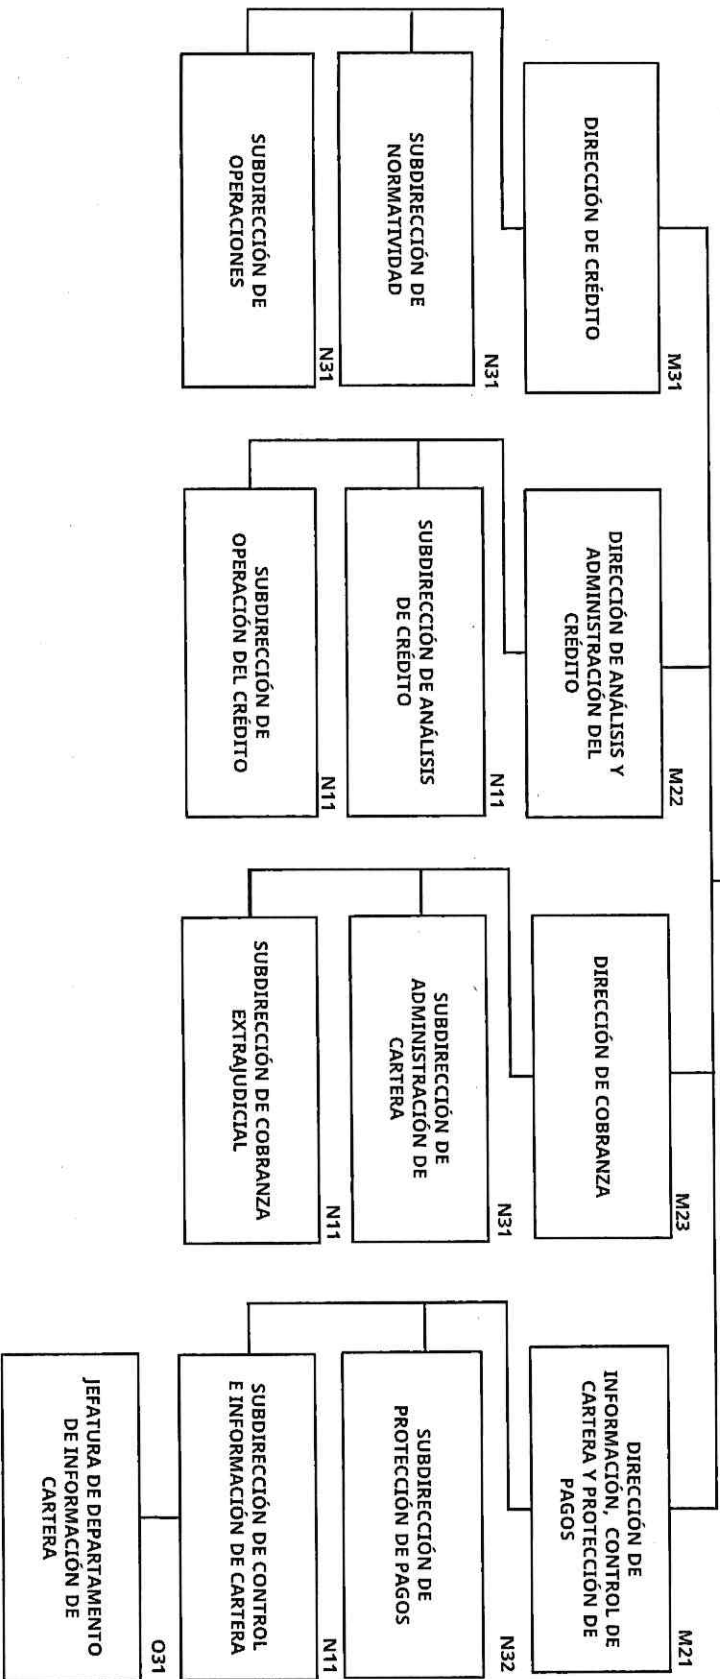 M31
DIRECCIÓN DE CRÉDITO
N31
SUBDIRECCIÓN DE
NORMATIVIDAD
N31
SUBDIRECCIÓN DE
OPERACIONES
M22
DIRECCIÓN DE ANÁLISIS Y
ADMINISTRACIÓN DEL
CRÉDITO
N11
SUBDIRECCIÓN DE ANÁLISIS
DE CRÉDITO
N11
SUBDIRECCIÓN DE
OPERACIÓN DEL CRÉDITO
M23
DIRECCIÓN DE COBRANZA
N31
SUBDIRECCIÓN DE
ADMINISTRACIÓN DE
CARTERA
N11
SUBDIRECCIÓN DE COBRANZA
EXTRAJUDICIAL
M21
DIRECCIÓN DE
INFORMACIÓN, CONTROL DE
CARTERA Y PROTECCIÓN DE
PAGOS
N32
SUBDIRECCIÓN DE
PROTECCIÓN DE PAGOS
N11
SUBDIRECCIÓN DE CONTROL
E INFORMACIÓN DE CARTERA
O31
JEFATURA DE DEPARTAMENTO
DE INFORMACIÓN DE
CARTERA